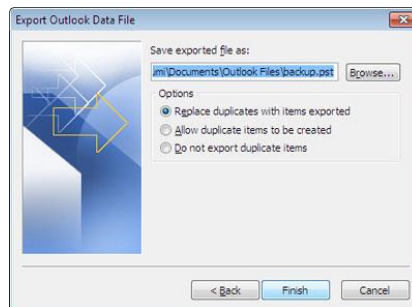 Export Outlook Data File
Save exported file as:
ımi\Documents\Outlook Files\backup.pst
Browse...
Options
Replace duplicates with items exported
Allow duplicate items to be created
Do not export duplicate items
< Back
Finish
Cancel